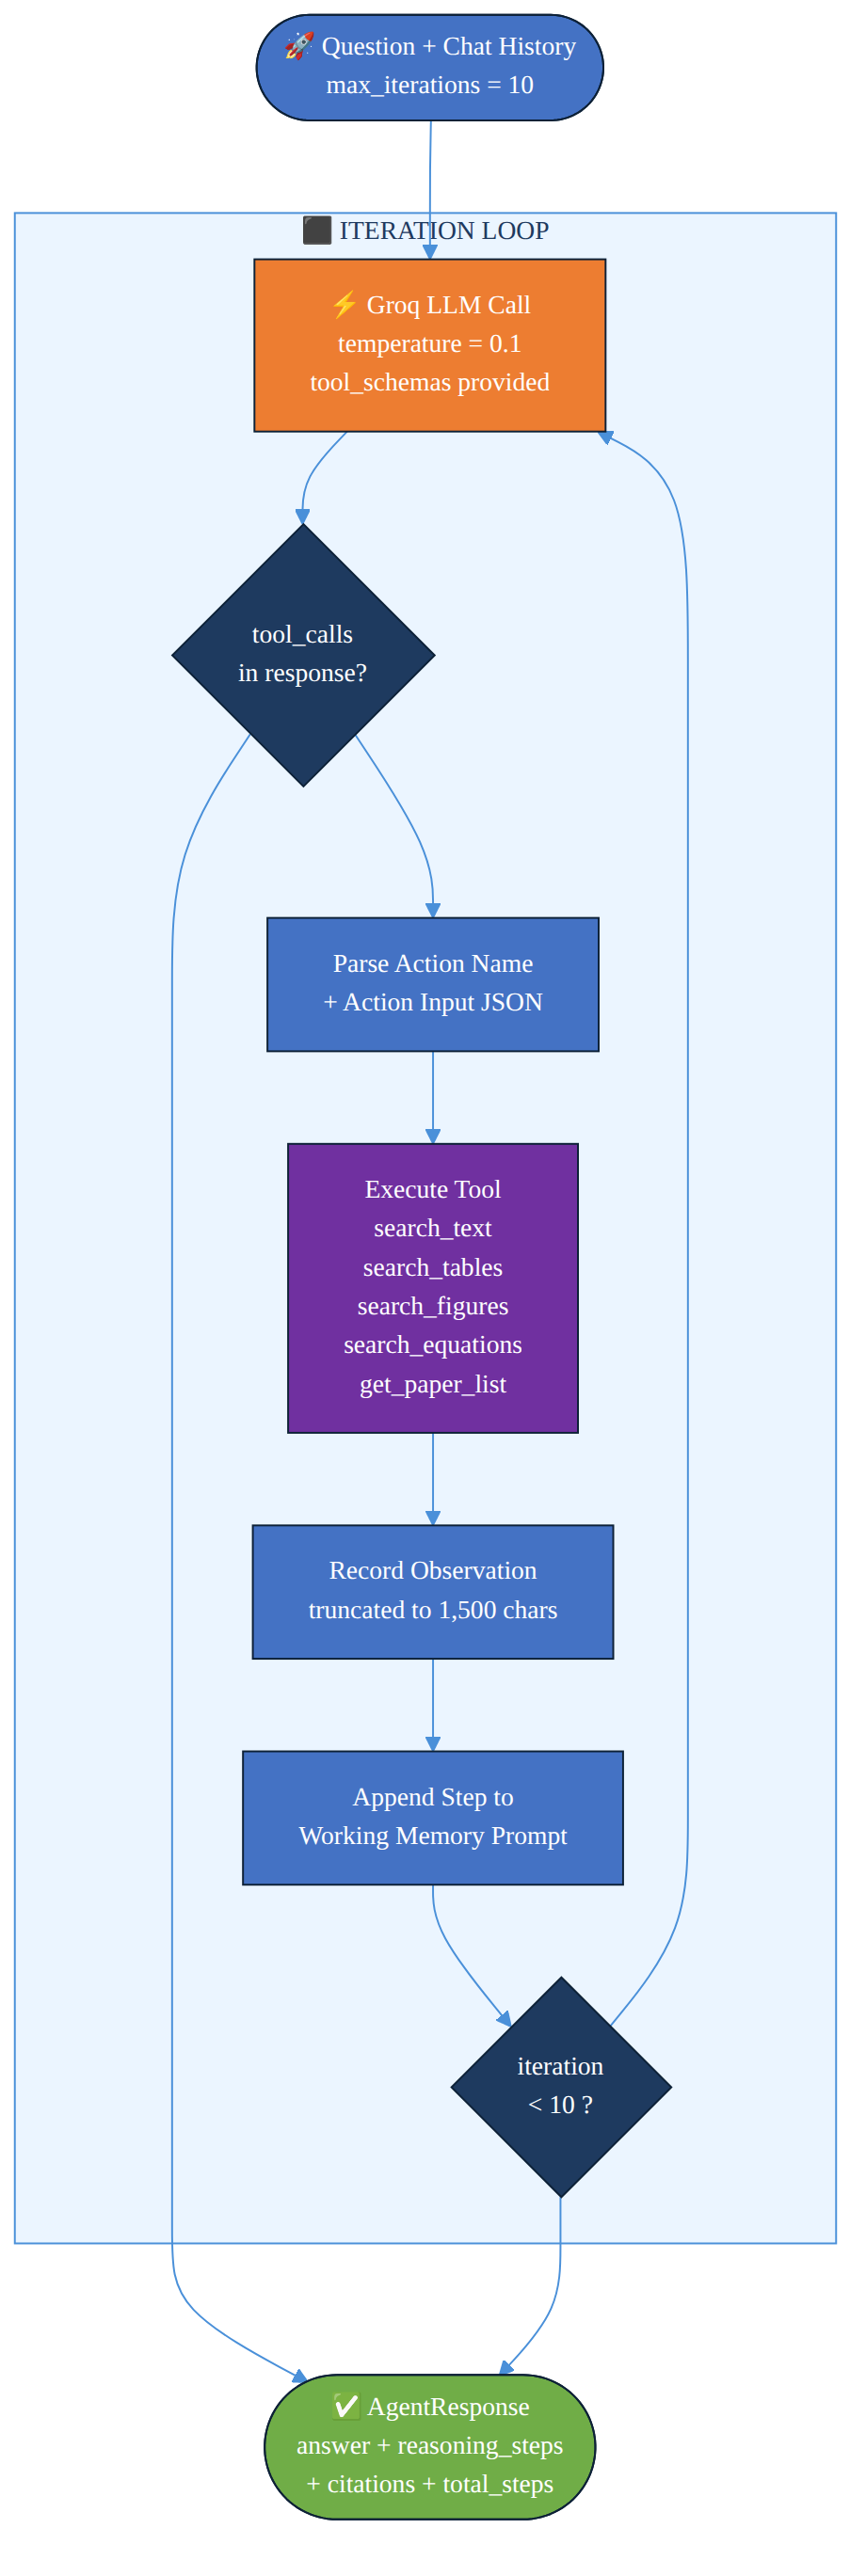 🚀 Question + Chat History
max_iterations = 10
⬛ ITERATION LOOP
⚡ Groq LLM Call
temperature = 0.1
tool_schemas provided
tool_calls
in response?
Parse Action Name
+ Action Input JSON
Execute Tool
search_text
search_tables
search_figures
search_equations
get_paper_list
Record Observation
truncated to 1,500 chars
Append Step to
Working Memory Prompt
iteration
< 10 ?
✅ AgentResponse
answer + reasoning_steps
+ citations + total_steps